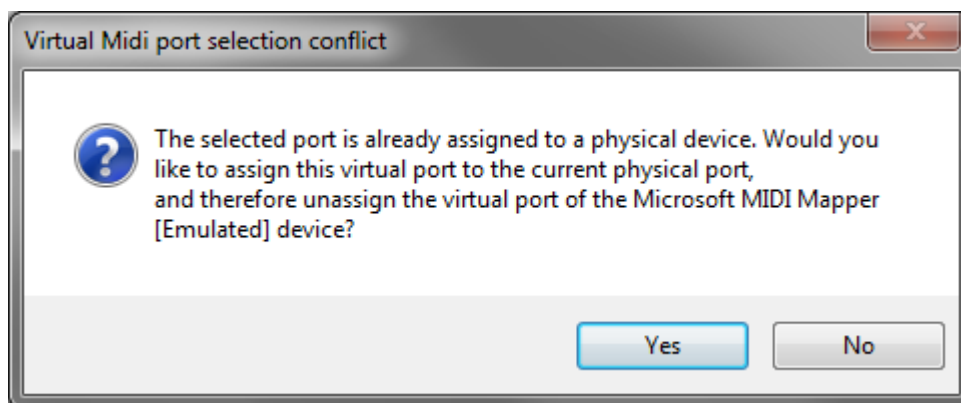 Virtual Midi port selection conflict
The selected port is already assigned to a physical device. Would you
like to assign this virtual port to the current physical port,
and therefore unassign the virtual port of the Microsoft MIDI Mapper
[Emulated] device?
Yes No